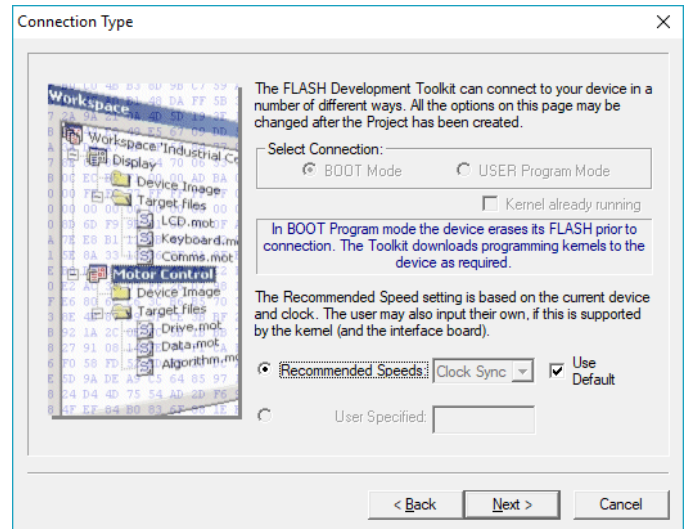 Connection Type
Workspace
Workspace "Industrial Co
Display
Device Image
Target files
LCD.mot
Keyboard.m
Comms.mot
Motor Control
Device Image
Target files
Drive.mot
Data.mot
Algorithm.mo
The FLASH Development Toolkit can connect to your device in a
number of different ways. All the options on this page may be
changed after the Project has been created.
Select Connection:
BOOT Mode
USER Program Mode
Kernel already running
In BOOT Program mode the device erases its FLASH prior to
connection. The Toolkit downloads programming kernels to the
device as required.
The Recommended Speed setting is based on the current device
and clock. The user may also input their own, if this is supported
by the kernel (and the interface board).
Recommended Speeds:
Clock Sync
Use
Default
User Specified:
< Back
Next >
Cancel